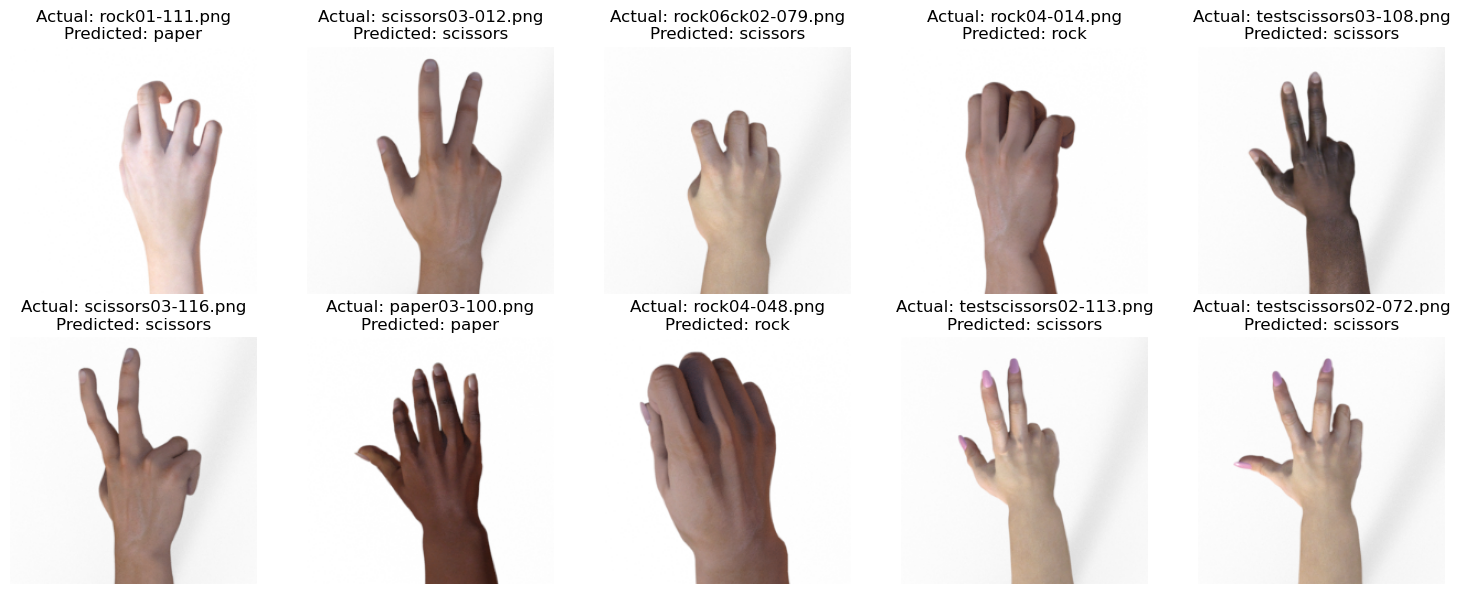 Actual: rock01-111.png
Predicted: paper
Actual: scissors03-012.png
Predicted: scissors
Actual: rock06ck02-079.png
Predicted: scissors
Actual: rock04-014.png
Predicted: rock
Actual: testscissors03-108.png
Predicted: scissors
Actual: scissors03-116.png
Predicted: scissors
Actual: paper03-100.png
Predicted: paper
Actual: rock04-048.png
Predicted: rock
Actual: testscissors02-113.png
Predicted: scissors
Actual: testscissors02-072.png
Predicted: scissors